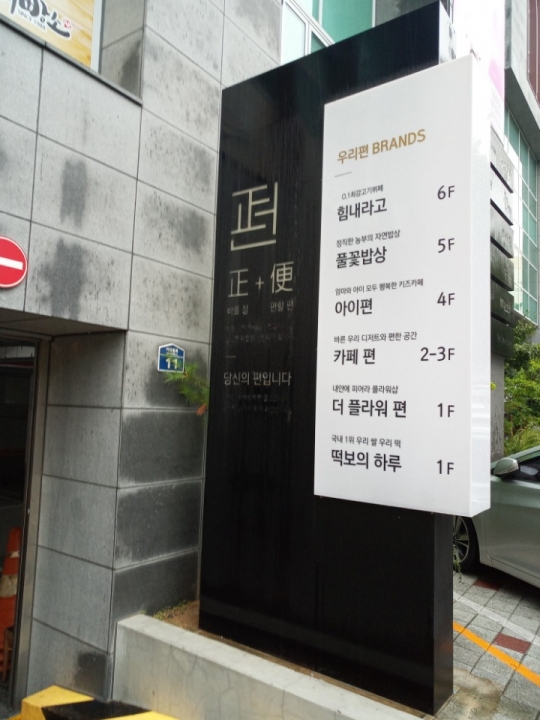 우리편 BRANDS
0.1최강고기뷔페
힘내라고 6F
정직한 농부의 자연밥상
풀꽃밥상 5F
엄마와 아이 모두 행복한 키즈카페
아이편 4F
바른 우리 디저트와 편한 공간
카페 편 2-3F
내안에 피어라 플라워샵
더 플라워 편 1F
국내 1위 우리 쌀 우리 떡
떡보의 하루 1F
正 + 便
바를 정 편할 편
당신의 편입니다
11